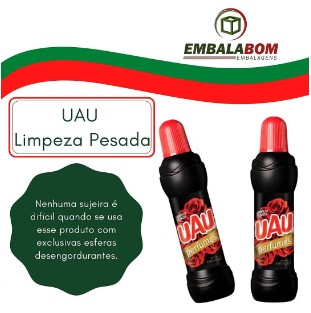 EMBALABOM
EMBALAGENS
UAU
Limpeza Pesada
Nenhuma sujeira é
difícil quando se usa
esse produto com
exclusivas esferas
desengordurantes.
UAU
perfumes
UAU
perfumes